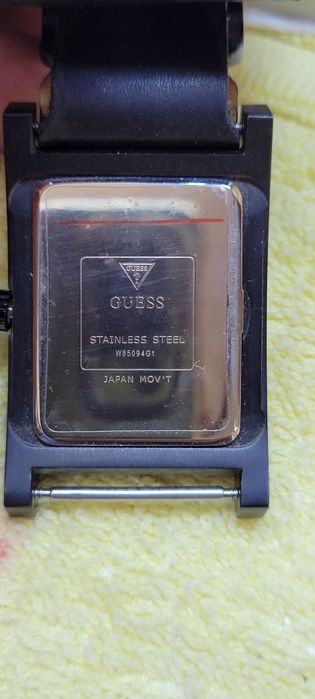 GUESS
?
GUESS
STAINLESS STEEL
W85094G1
JAPAN MOV'T